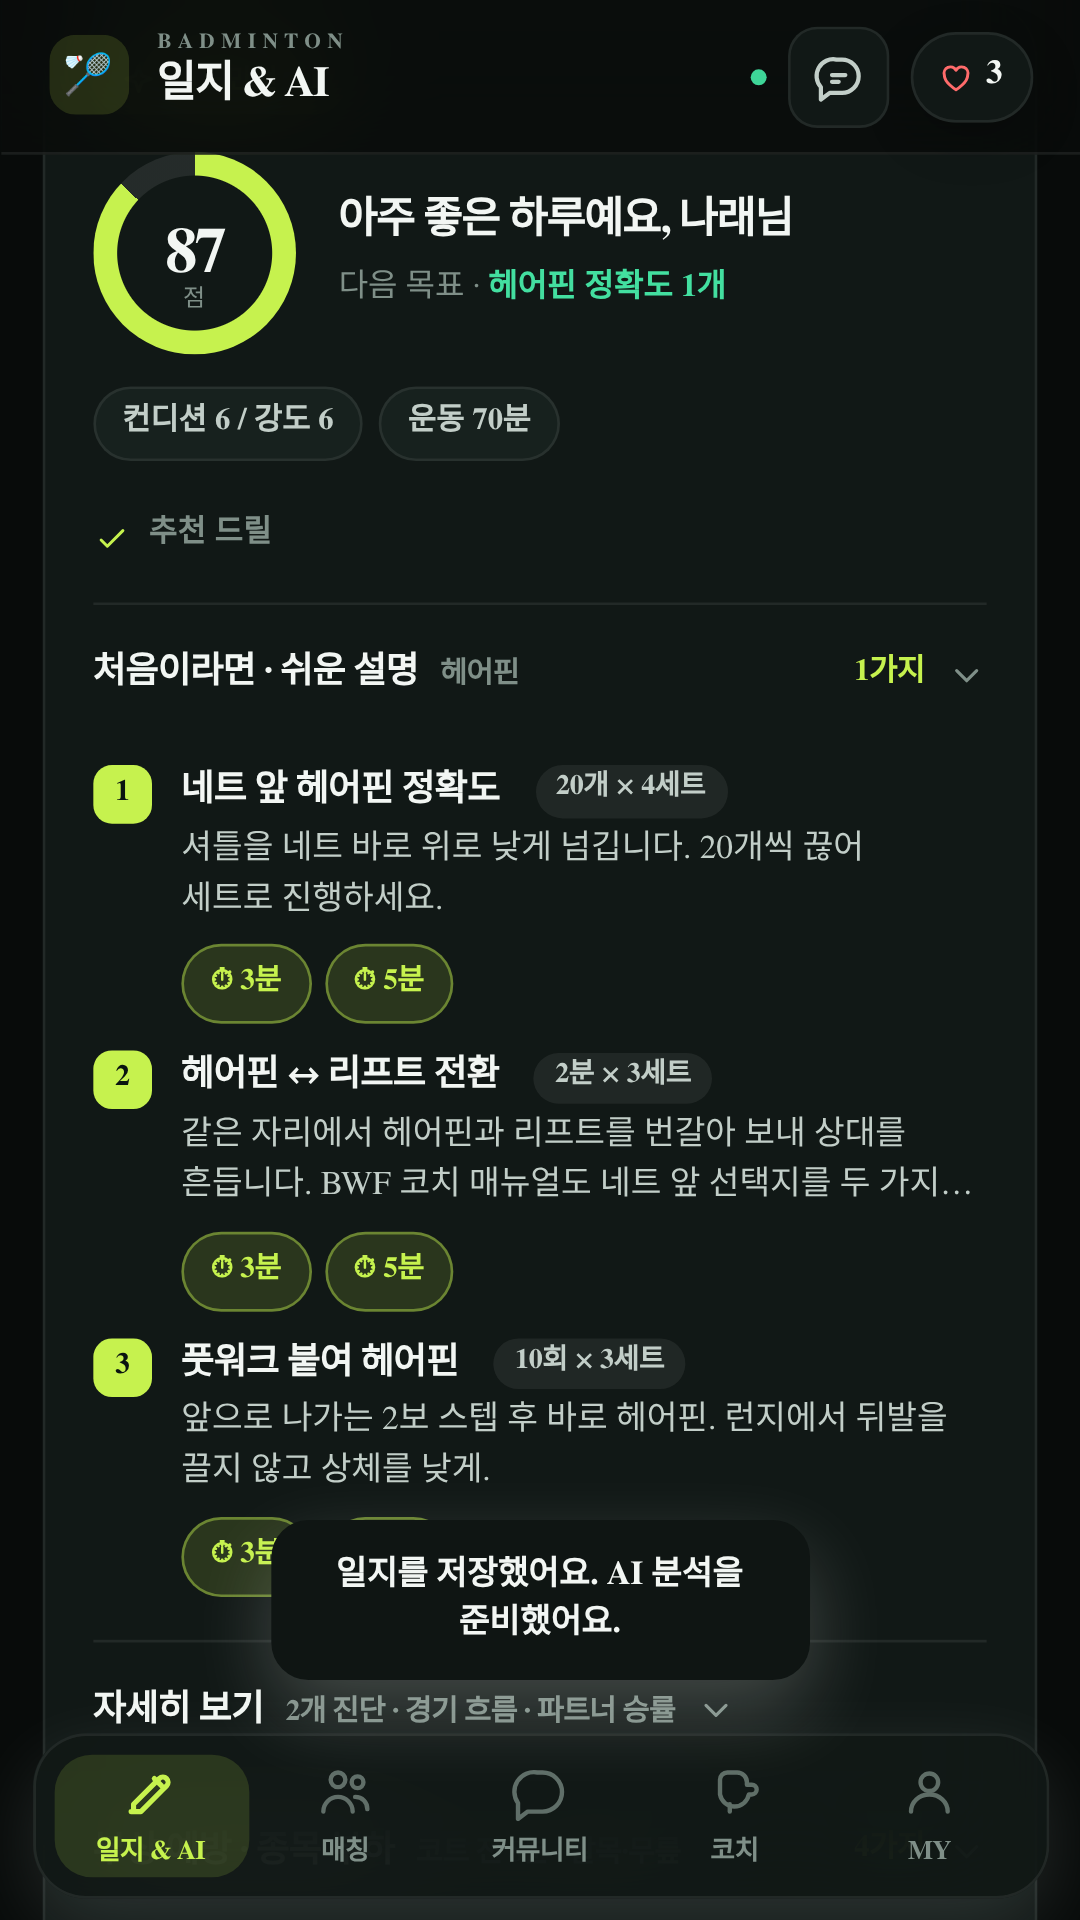 BADMINTON
일지 & AI
3
87
점
아주 좋은 하루예요, 나래님
다음 목표 · 헤어핀 정확도 1개
컨디션 6 / 강도 6
운동 70분
추천 드릴
처음이라면 · 쉬운 설명 헤어핀 1가지
1
네트 앞 헤어핀 정확도 20개 × 4세트
셔틀을 네트 바로 위로 낮게 넘깁니다. 20개씩 끊어
세트로 진행하세요.
⏱ 3분 ⏱ 5분
2
헤어핀 ↔ 리프트 전환 2분 × 3세트
같은 자리에서 헤어핀과 리프트를 번갈아 보내 상대를
흔듭니다. BWF 코치 매뉴얼도 네트 앞 선택지를 두 가지…
⏱ 3분 ⏱ 5분
3
풋워크 붙여 헤어핀 10회 × 3세트
앞으로 나가는 2보 스텝 후 바로 헤어핀. 런지에서 뒤발을
끌지 않고 상체를 낮게.
⏱ 3분
일지를 저장했어요. AI 분석을
준비했어요.
자세히 보기 2개 진단 · 경기 흐름 · 파트너 승률
일지 & AI
매칭
커뮤니티
코치
MY